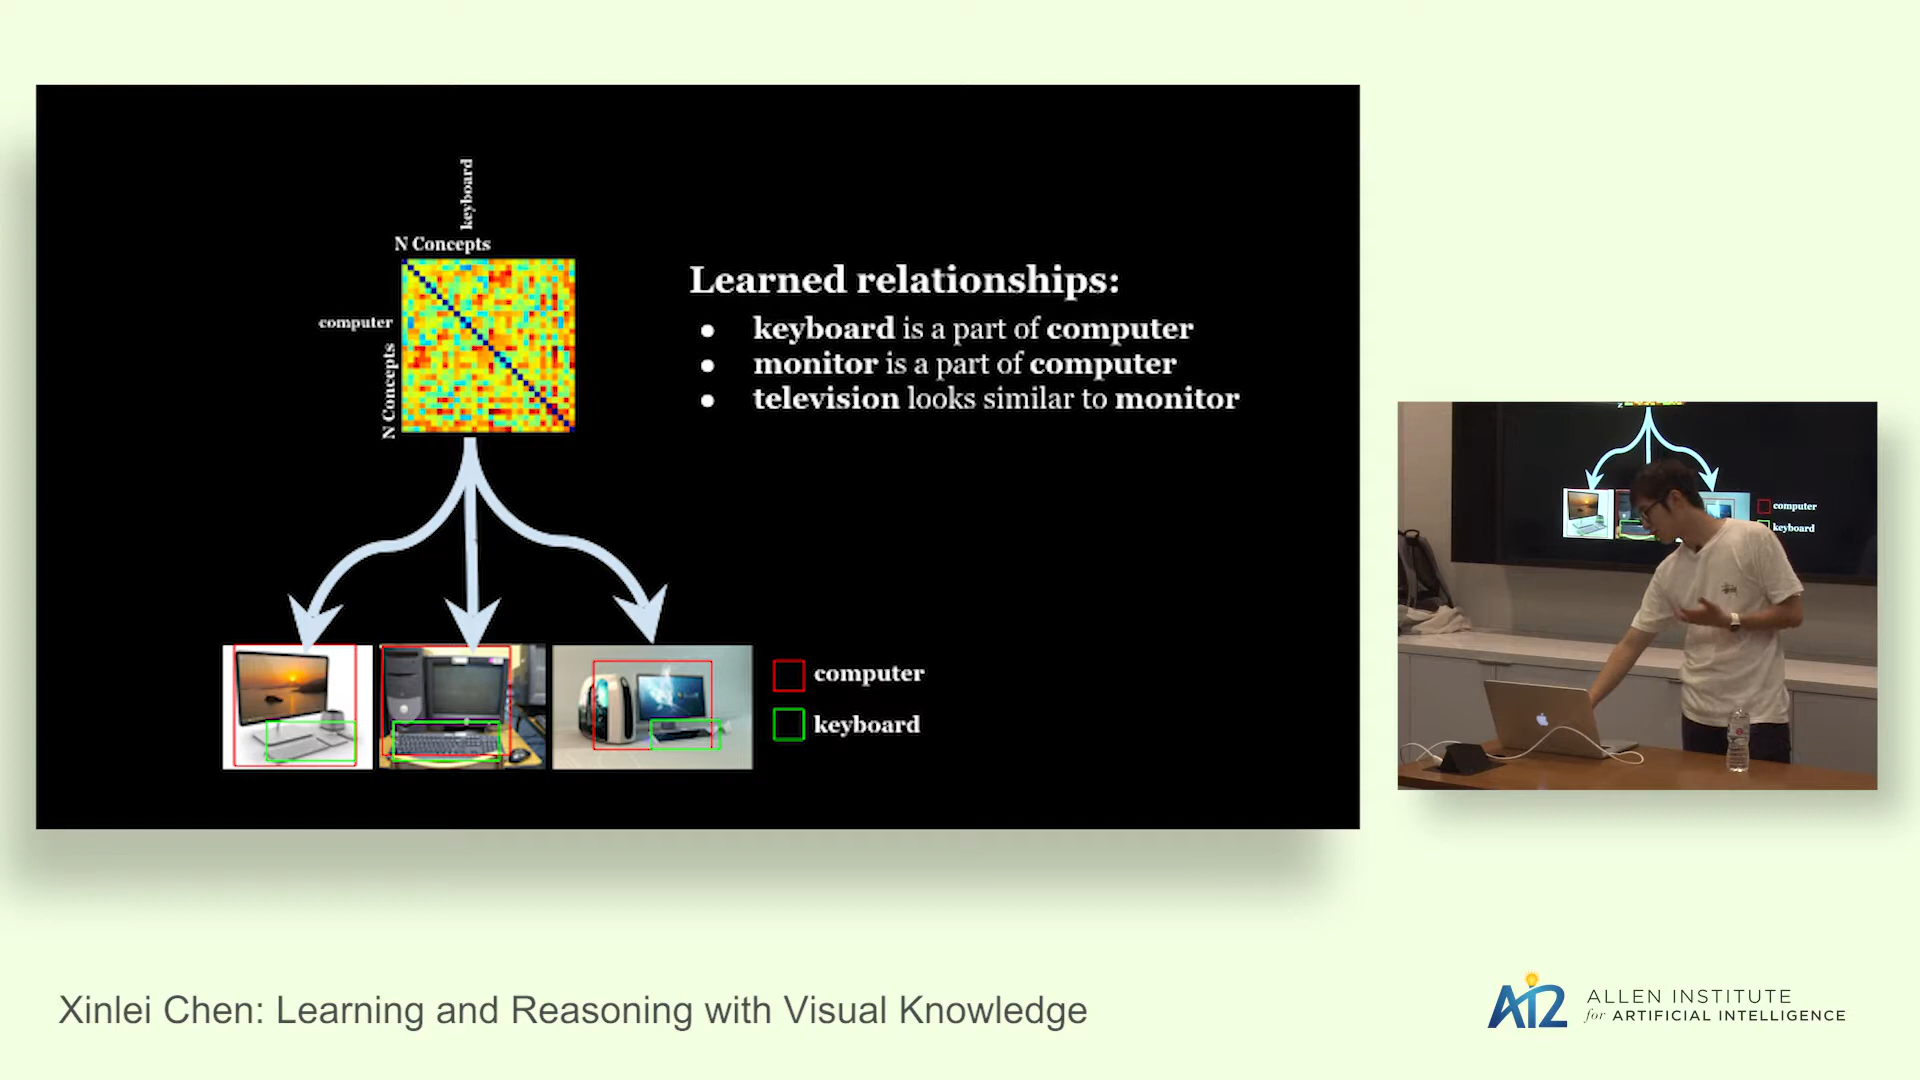 keyboard
N Concepts
computer
N Concepts
Learned relationships:
● keyboard is a part of computer
● monitor is a part of computer
● television looks similar to monitor
computer
keyboard
computer
keyboard
Xinlei Chen: Learning and Reasoning with Visual Knowledge
AI2
ALLEN INSTITUTE
for ARTIFICIAL INTELLIGENCE